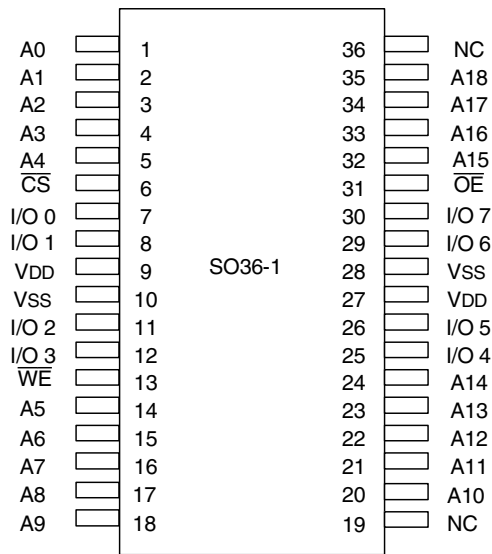 A0 1 36 NC
A1 2 35 A18
A2 3 34 A17
A3 4 33 A16
A4 5 32 A15
C̅S̅ 6 31 O̅E̅
I/O 0 7 30 I/O 7
I/O 1 8 29 I/O 6
VDD 9 SO36-1 28 VSS
VSS 10 27 VDD
I/O 2 11 26 I/O 5
I/O 3 12 25 I/O 4
W̅E̅ 13 24 A14
A5 14 23 A13
A6 15 22 A12
A7 16 21 A11
A8 17 20 A10
A9 18 19 NC